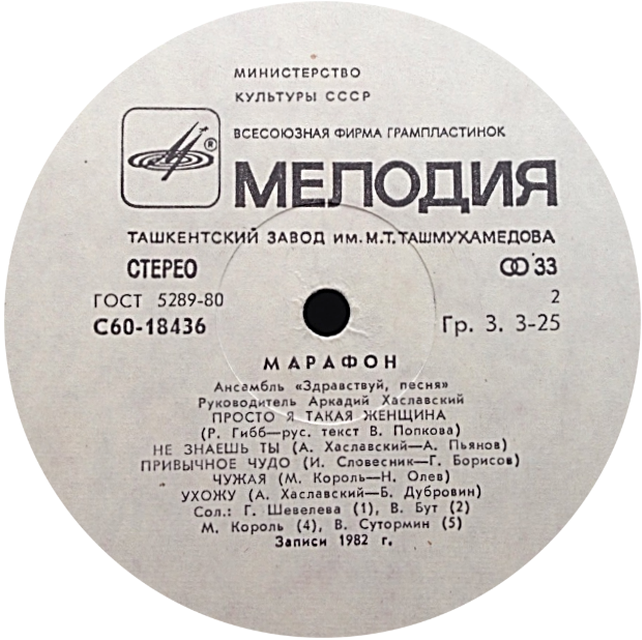 МИНИСТЕРСТВО
КУЛЬТУРЫ СССР
ВСЕСОЮЗНАЯ ФИРМА ГРАМПЛАСТИНОК
®
МЕЛОДИЯ
ТАШКЕНТСКИЙ ЗАВОД ИМ. М.Т. ТАШМУХАМЕДОВА
СТЕРЕО 33
ГОСТ 5289-80 2
С60-18436 Гр. 3. 3-25
МАРАФОН
Ансамбль «Здравствуй, песня»
Руководитель Аркадий Хаславский
ПРОСТО Я ТАКАЯ ЖЕНЩИНА
(Р. Гибб—рус. текст В. Попкова)
НЕ ЗНАЕШЬ ТЫ (А. Хаславский—А. Пьянов)
ПРИВЫЧНОЕ ЧУДО (И. Словесник—Г. Борисов)
ЧУЖАЯ (М. Король—Н. Олев)
УХОЖУ (А. Хаславский—Б. Дубровин)
Сол.: Г. Шевелева (1), В. Бут (2)
М. Король (4), В. Сутормин (5)
Записи 1982 г.